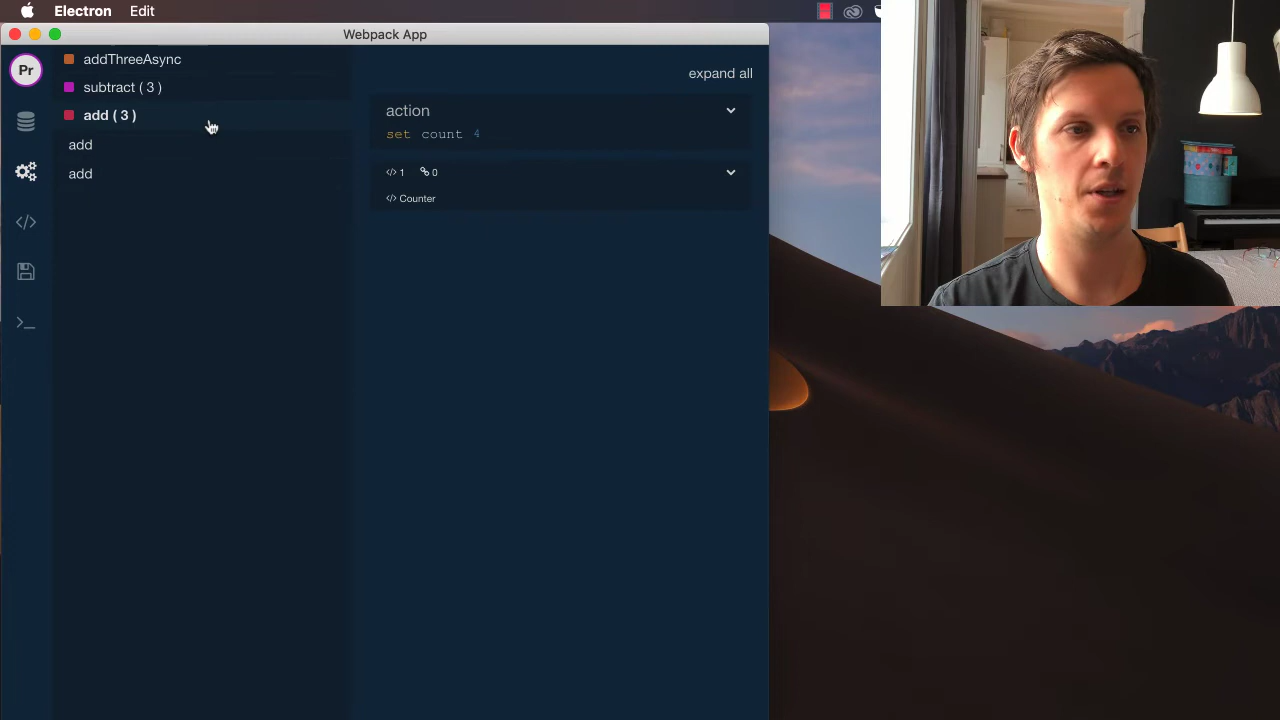 Electron Edit
Webpack App
Pr
addThreeAsync
subtract ( 3 )
add ( 3 )
add
add
expand all
action
set count 4
1 0
Counter